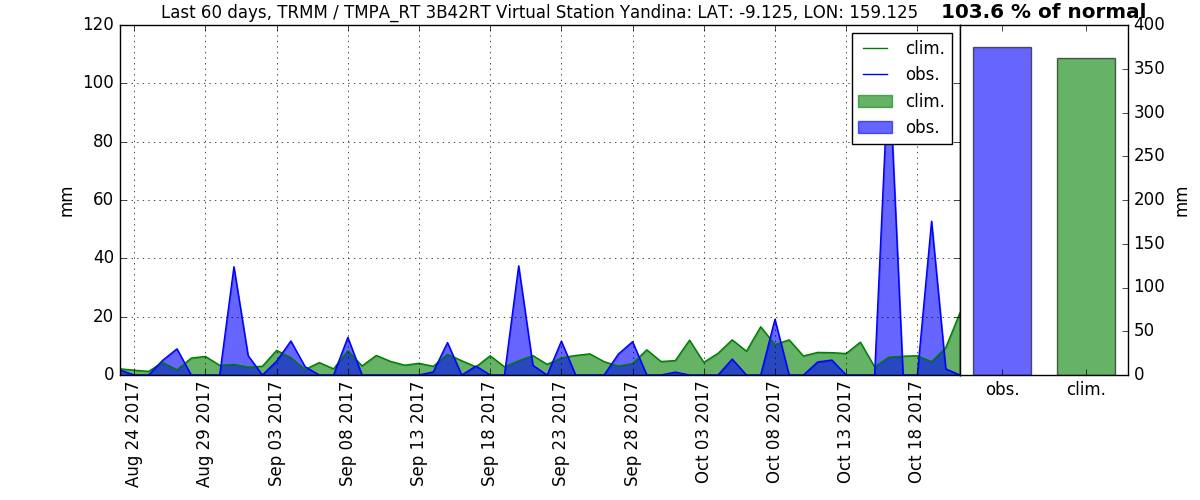 Last 60 days, TRMM / TMPA_RT 3B42RT Virtual Station Yandina: LAT: -9.125, LON: 159.125
103.6 % of normal
120
100
80
60
40
20
0
mm
clim.
obs.
clim.
obs.
400
350
300
250
200
150
100
50
0
mm
Aug 24 2017
Aug 29 2017
Sep 03 2017
Sep 08 2017
Sep 13 2017
Sep 18 2017
Sep 23 2017
Sep 28 2017
Oct 03 2017
Oct 08 2017
Oct 13 2017
Oct 18 2017
obs.
clim.